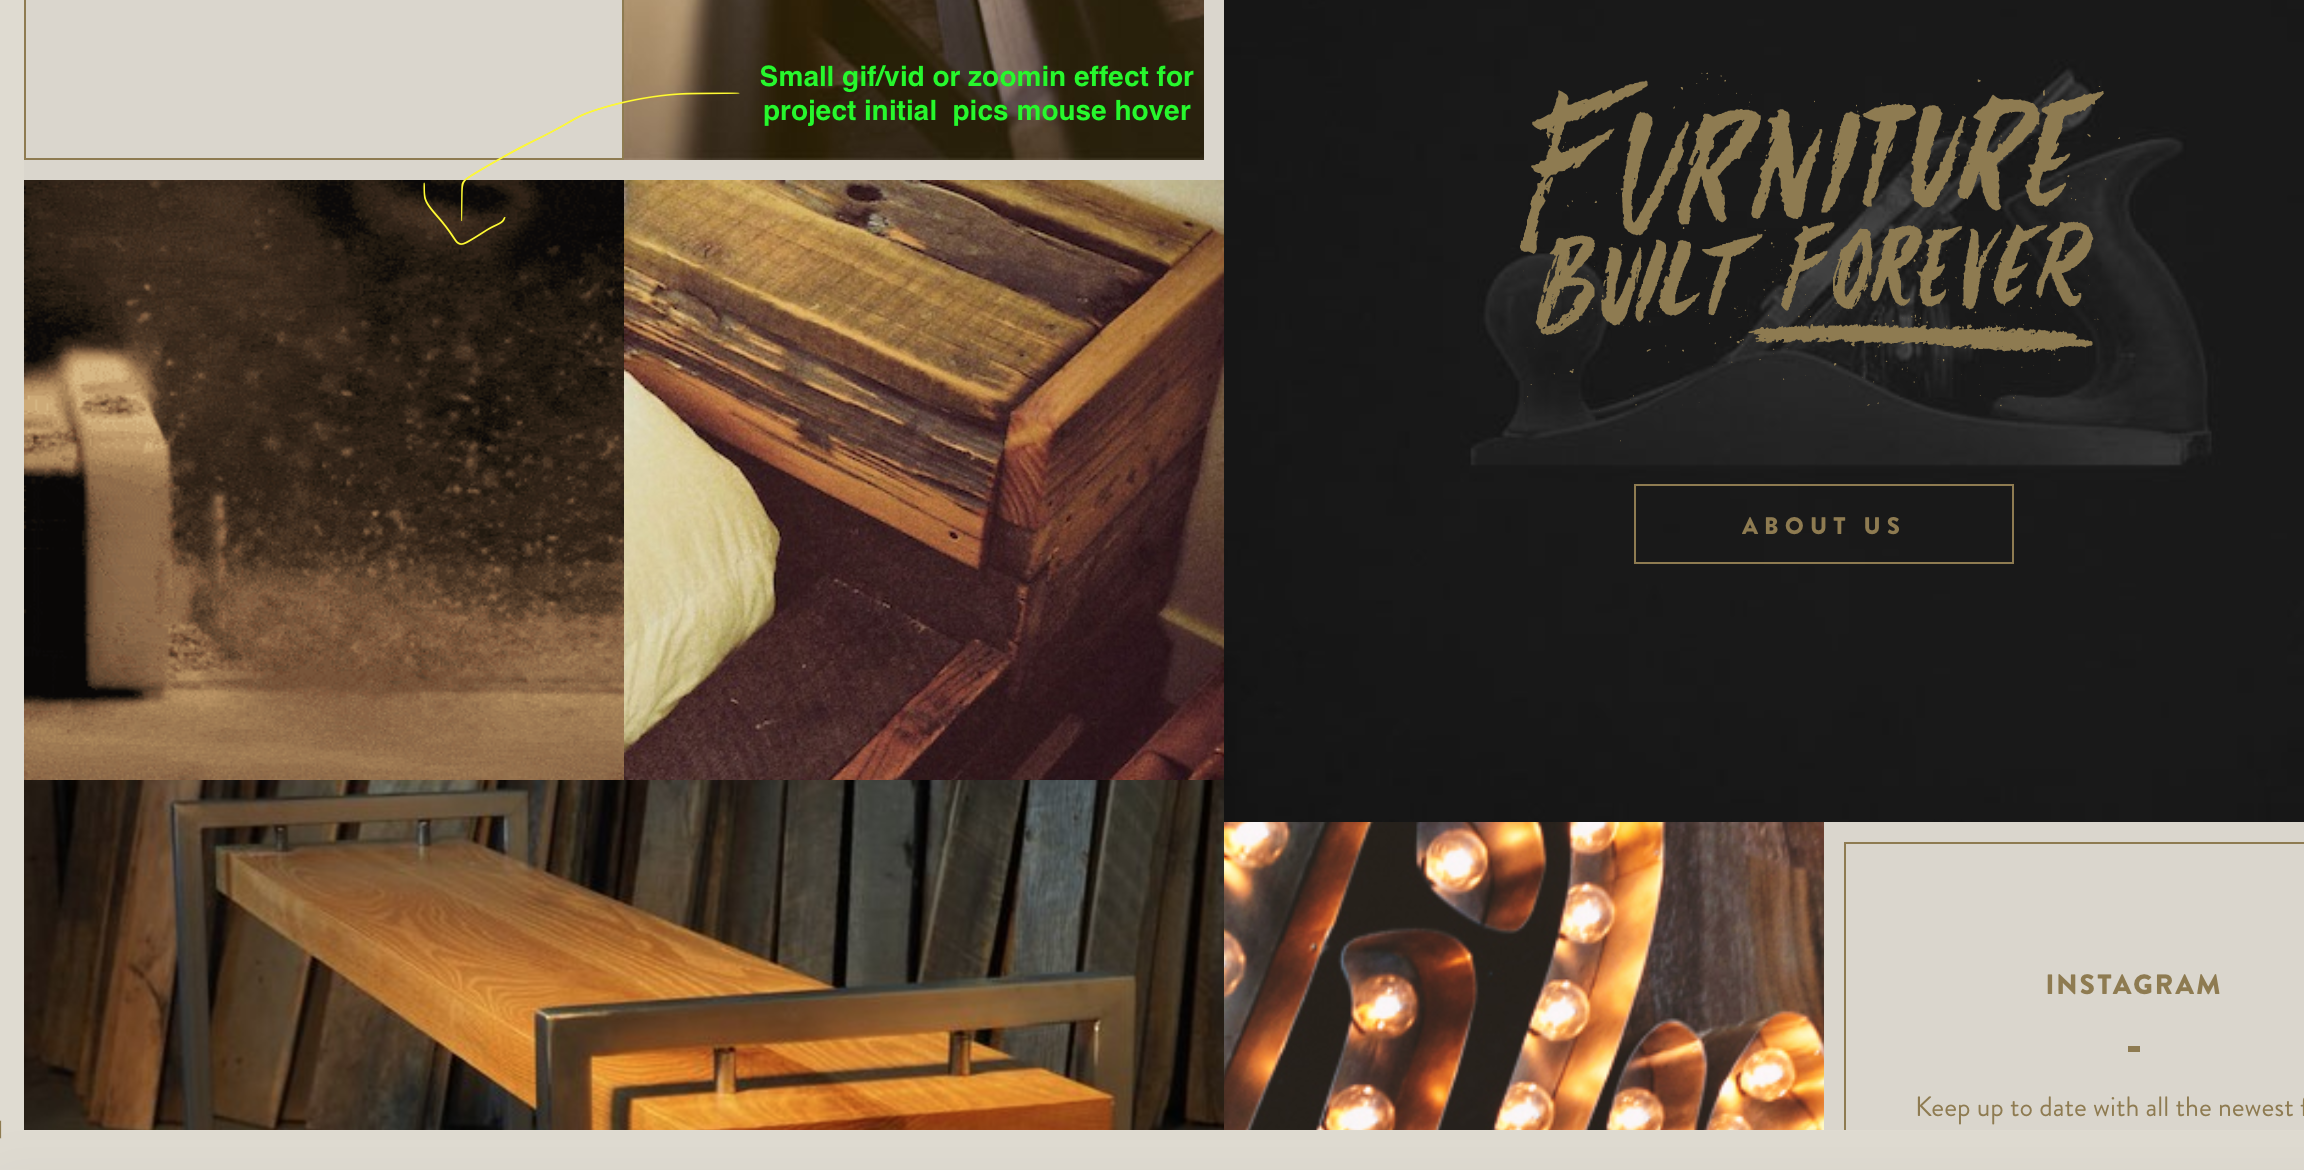 Small gif/vid or zoomin effect for
project initial  pics mouse hover
FURNITURE
BUILT FOREVER
ABOUT US
INSTAGRAM
-
Keep up to date with all the newest